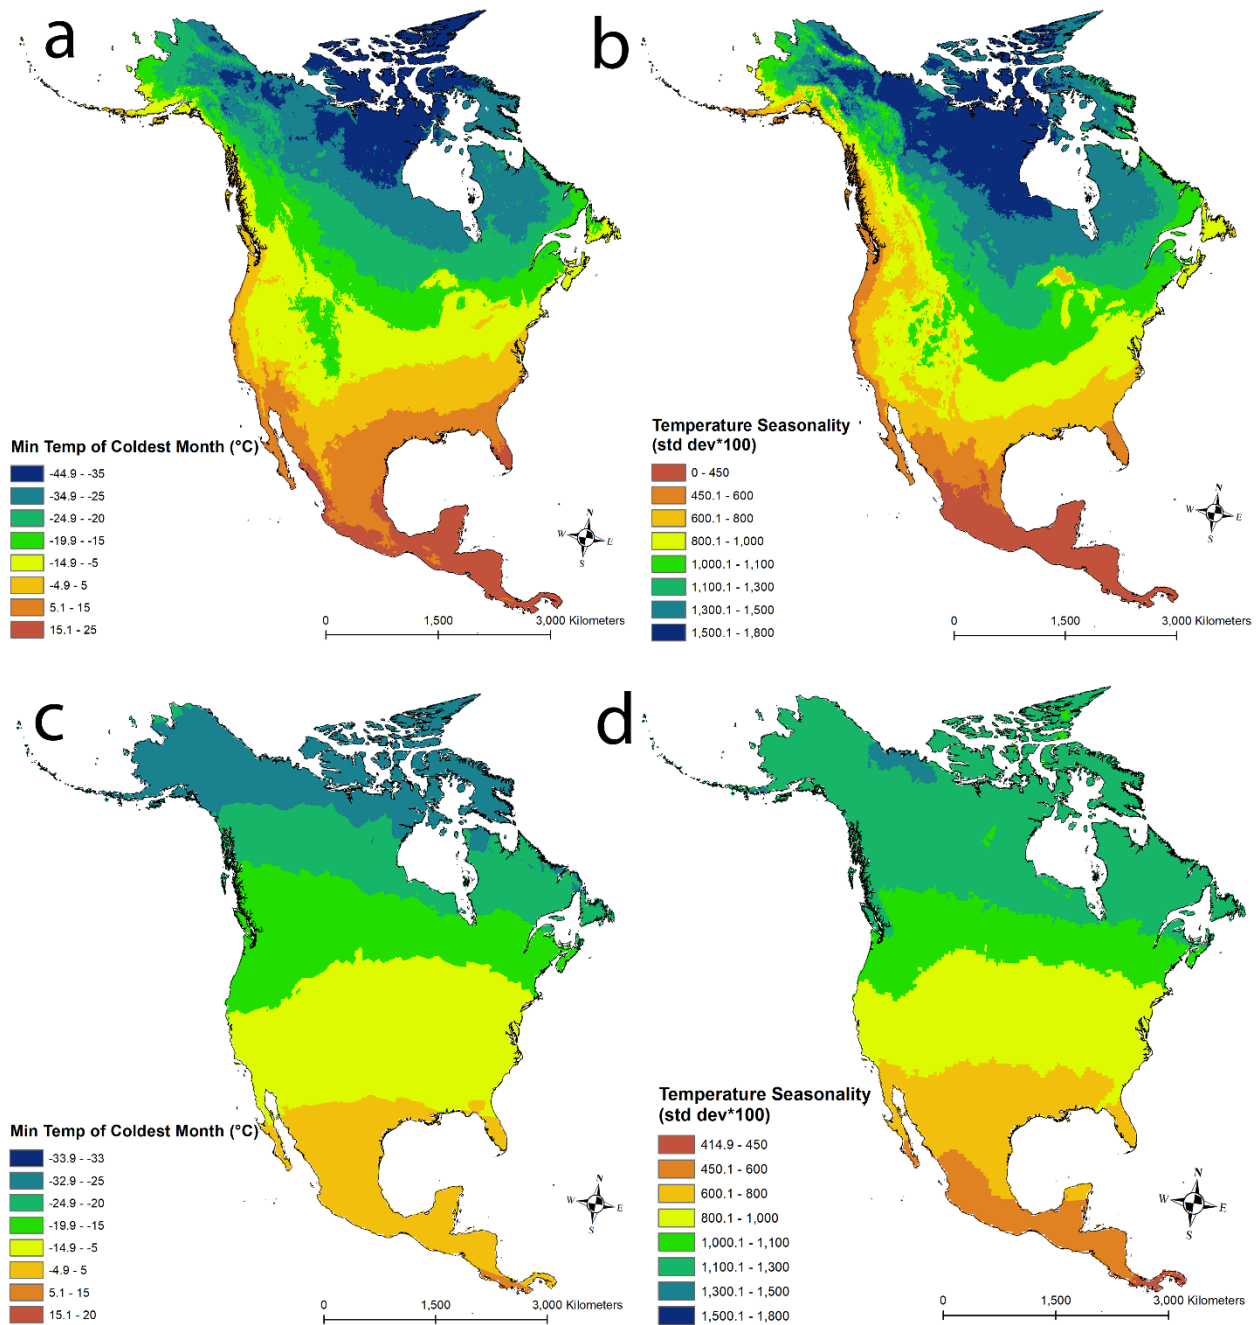 a
b
Min Temp of Coldest Month (°C)
-44.9 - -35
-34.9 - -25
-24.9 - -20
-19.9 - -15
-14.9 - -5
-4.9 - 5
5.1 - 15
15.1 - 25
N
W E
S
0 1,500 3,000 Kilometers
Temperature Seasonality
(std dev*100)
0 - 450
450.1 - 600
600.1 - 800
800.1 - 1,000
1,000.1 - 1,100
1,100.1 - 1,300
1,300.1 - 1,500
1,500.1 - 1,800
N
W E
S
0 1,500 3,000 Kilometers
c
d
Min Temp of Coldest Month (°C)
-33.9 - -33
-32.9 - -25
-24.9 - -20
-19.9 - -15
-14.9 - -5
-4.9 - 5
5.1 - 15
15.1 - 20
N
W E
S
0 1,500 3,000 Kilometers
Temperature Seasonality
(std dev*100)
414.9 - 450
450.1 - 600
600.1 - 800
800.1 - 1,000
1,000.1 - 1,100
1,100.1 - 1,300
1,300.1 - 1,500
1,500.1 - 1,800
N
W E
S
0 1,500 3,000 Kilometers